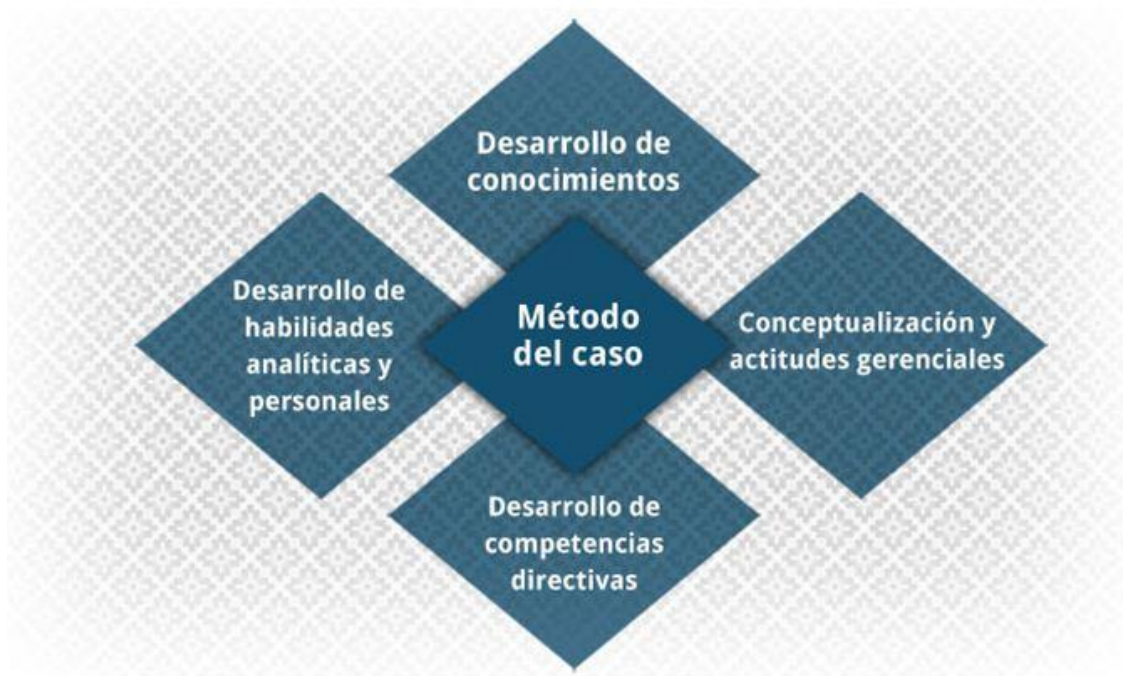 Desarrollo de
conocimientos
Desarrollo de
habilidades
analíticas y
personales
Método
del caso
Conceptualización y
actitudes gerenciales
Desarrollo de
competencias
directivas